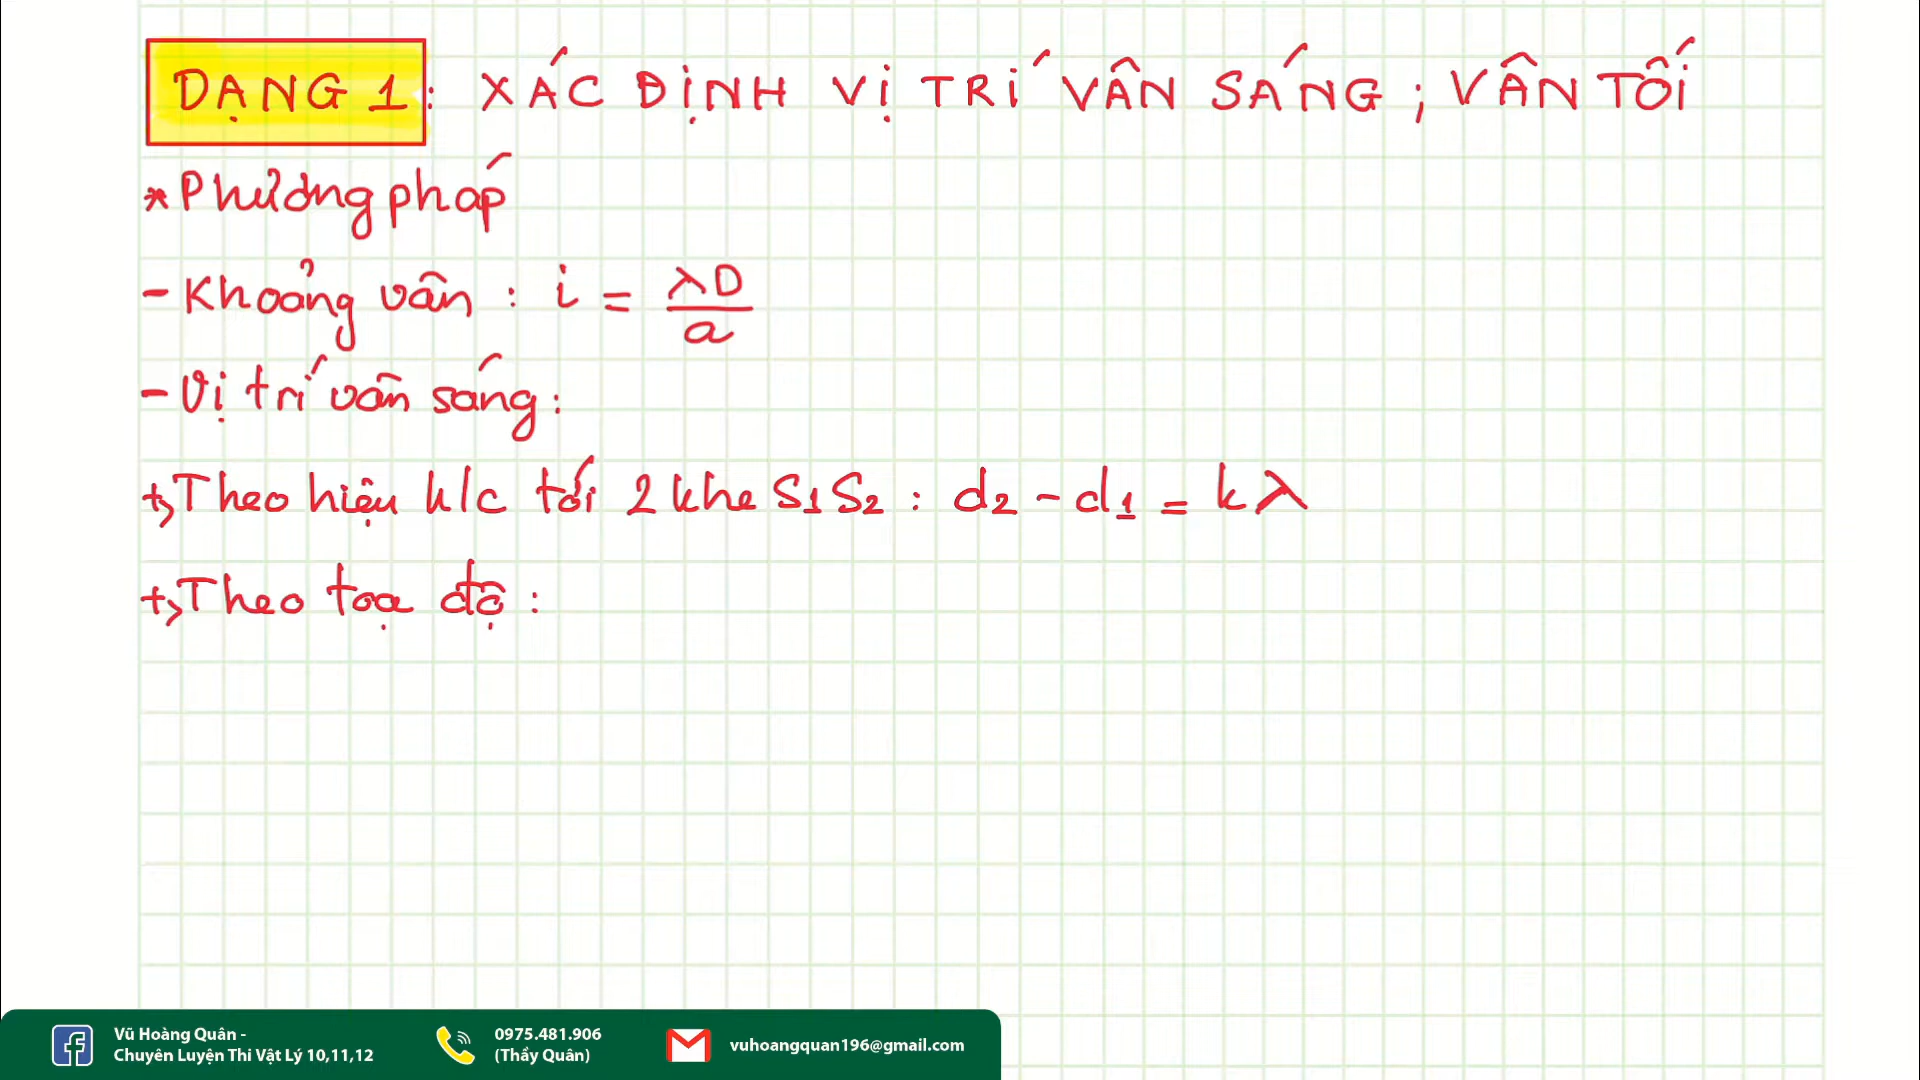 DẠNG 1: XÁC ĐỊNH VỊ TRÍ VÂN SÁNG; VÂN TỐI
* Phương pháp
- Khoảng vân: i = λD/a
- Vị trí vân sáng:
+, Theo hiệu k/c tới 2 khe S₁S₂: d₂ - d₁ = kλ
+, Theo toạ độ:
Vũ Hoàng Quân -
Chuyên Luyện Thi Vật Lý 10,11,12
0975.481.906
(Thầy Quân)
vuhoangquan196@gmail.com